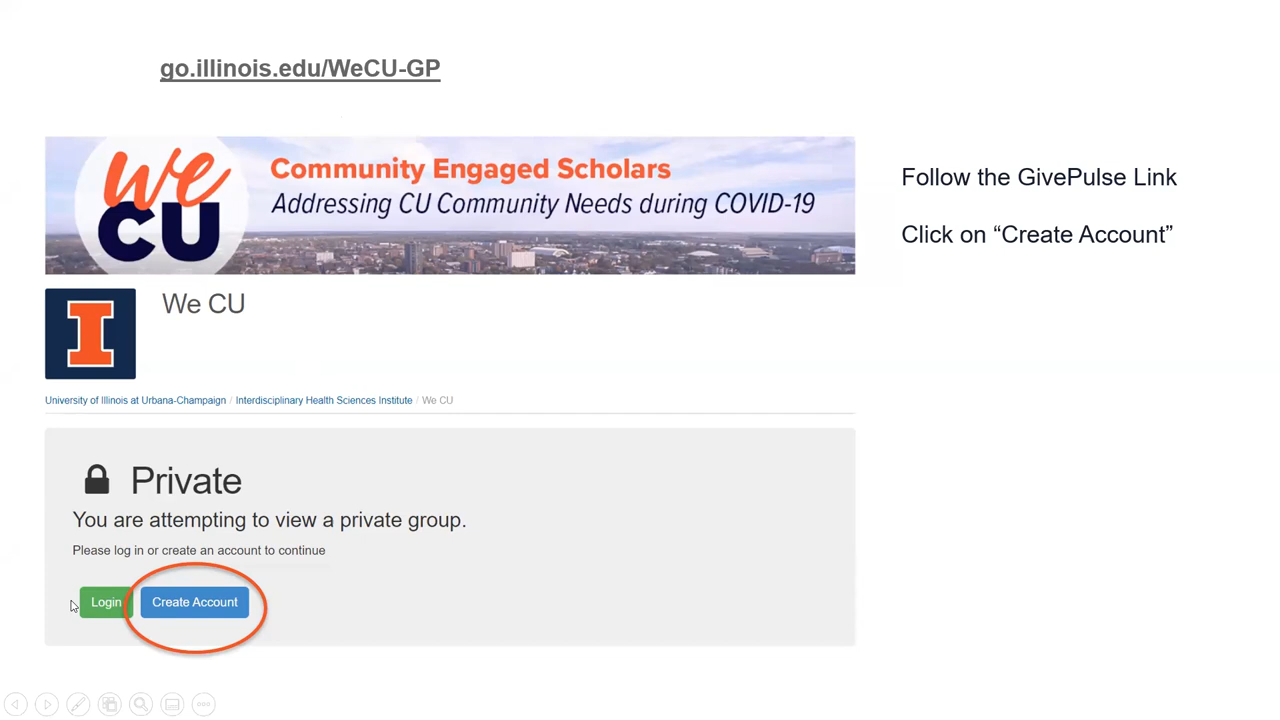 go.illinois.edu/WeCU-GP
we
CU
Community Engaged Scholars
Addressing CU Community Needs during COVID-19
Follow the GivePulse Link
Click on “Create Account”
I
We CU
University of Illinois at Urbana-Champaign / Interdisciplinary Health Sciences Institute / We CU
Private
You are attempting to view a private group.
Please log in or create an account to continue
Login
Create Account